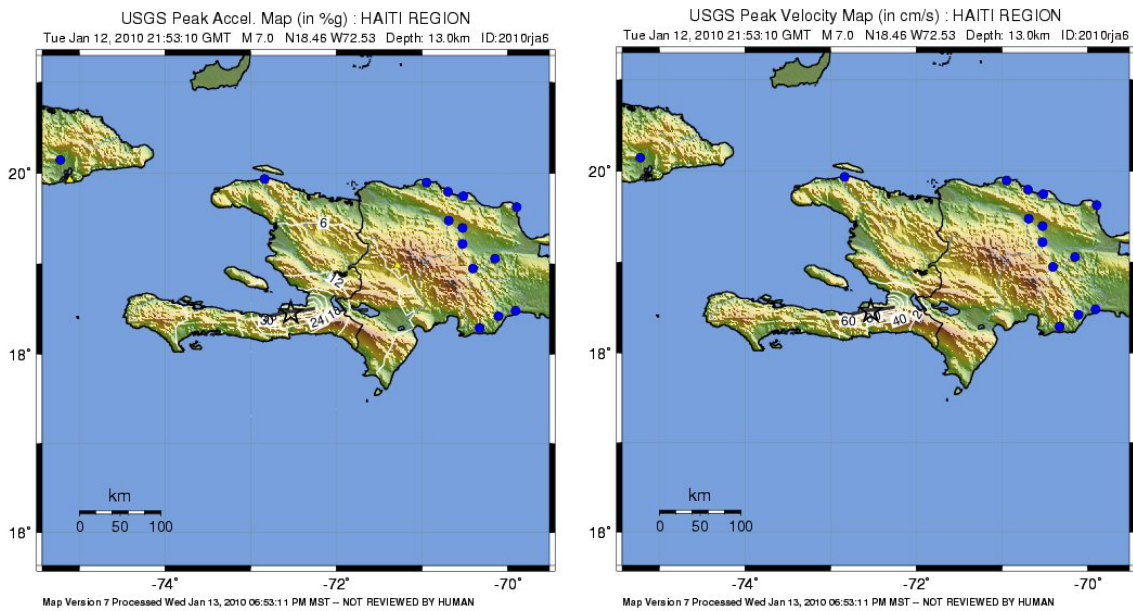 USGS Peak Accel. Map (in %g) : HAITI REGION
Tue Jan 12, 2010 21:53:10 GMT M 7.0 N18.46 W72.53 Depth: 13.0km ID:2010rja6
20°
6
12
30
24
18
18°
km
0 50 100
18°
-74° -72° -70°
Map Version 7 Processed Wed Jan 13, 2010 06:53:11 PM MST -- NOT REVIEWED BY HUMAN
USGS Peak Velocity Map (in cm/s) : HAITI REGION
Tue Jan 12, 2010 21:53:10 GMT M 7.0 N18.46 W72.53 Depth: 13.0km ID:2010rja6
20°
60
40
18°
km
0 50 100
18°
-74° -72° -70°
Map Version 7 Processed Wed Jan 13, 2010 06:53:11 PM MST -- NOT REVIEWED BY HUMAN